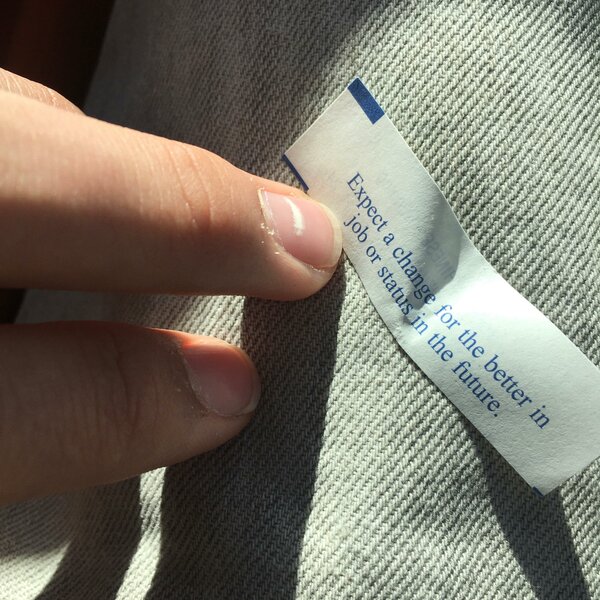 Expect a change for the better in
job or status in the future.